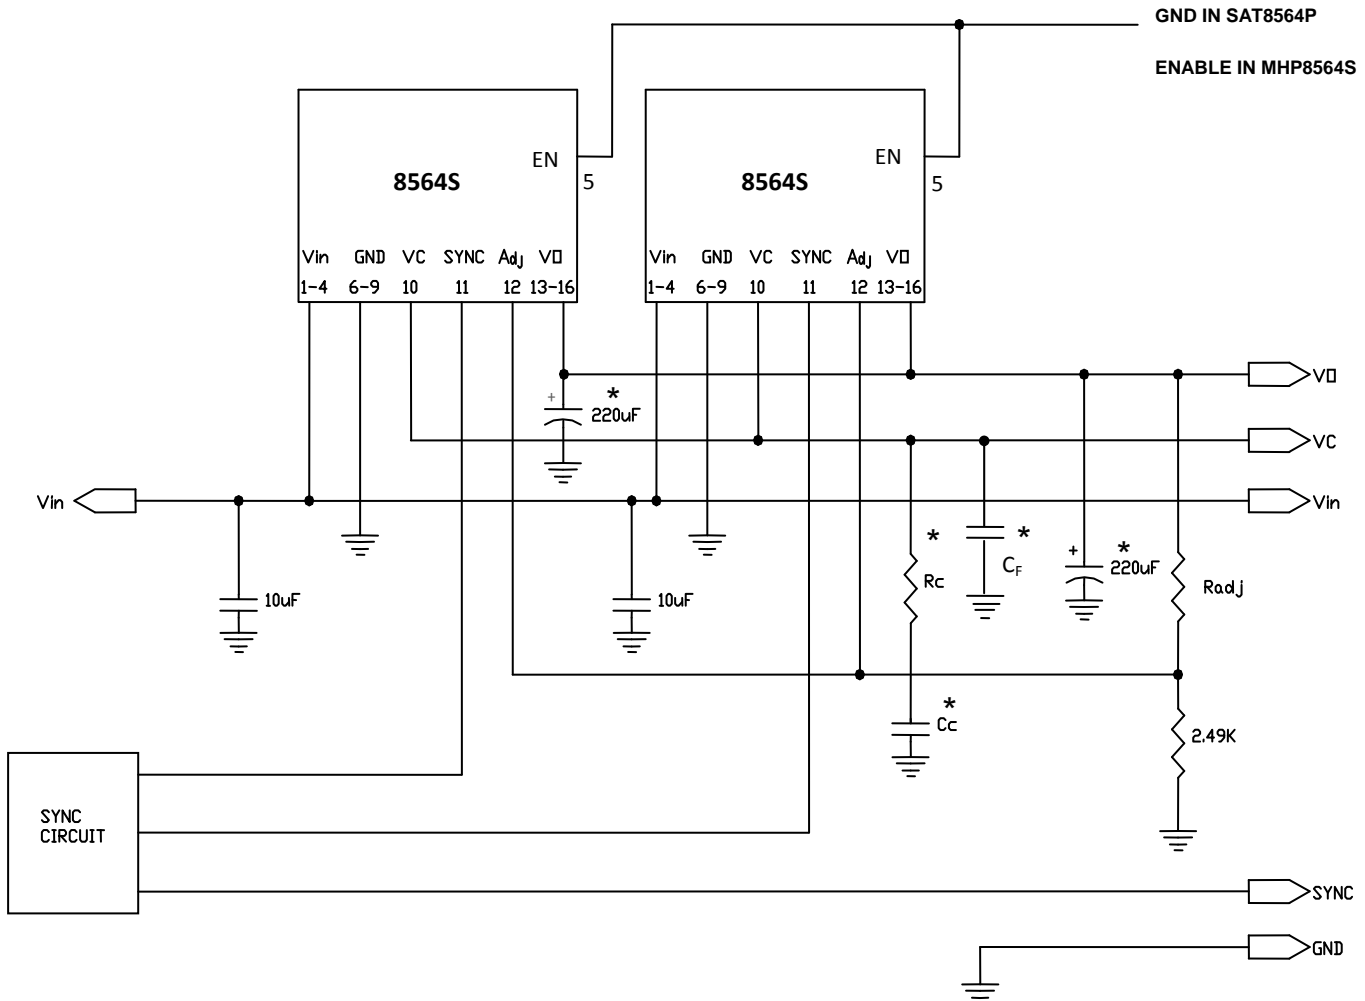 GND IN SAT8564P
ENABLE IN MHP8564S
EN
8564S
5
Vin GND VC SYNC Adj VO
1-4 6-9 10 11 12 13-16
EN
8564S
5
Vin GND VC SYNC Adj VO
1-4 6-9 10 11 12 13-16
VO
+ * 220uF
VC
Vin
Vin
*
Rc
*
CF
+ * 220uF
Radj
10uF
10uF
*
Cc
2.49K
SYNC
CIRCUIT
SYNC
GND